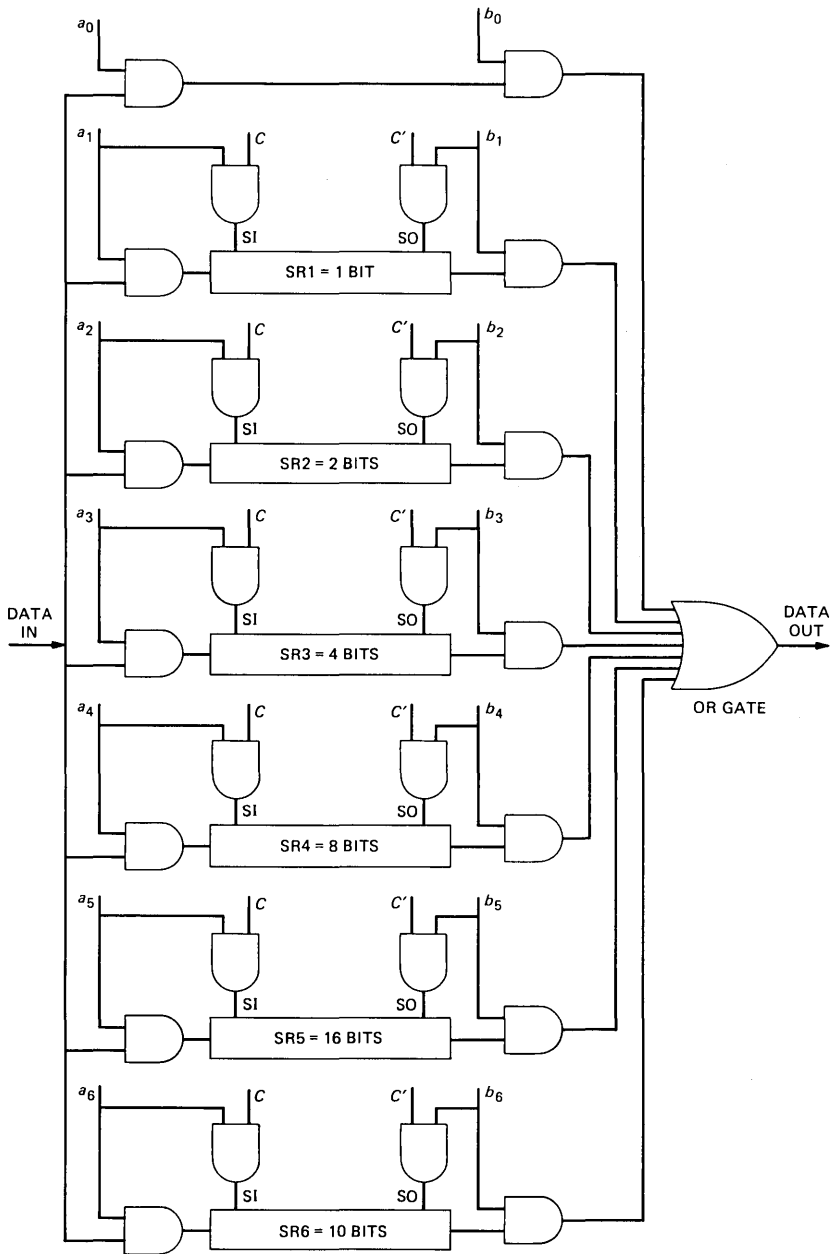 a0 b0
a1 C C' b1
SI SO
SR1 = 1 BIT
a2 C C' b2
SI SO
SR2 = 2 BITS
a3 C C' b3
SI SO
SR3 = 4 BITS
DATA
IN
DATA
OUT
OR GATE
a4 C C' b4
SI SO
SR4 = 8 BITS
a5 C C' b5
SI SO
SR5 = 16 BITS
a6 C C' b6
SI SO
SR6 = 10 BITS